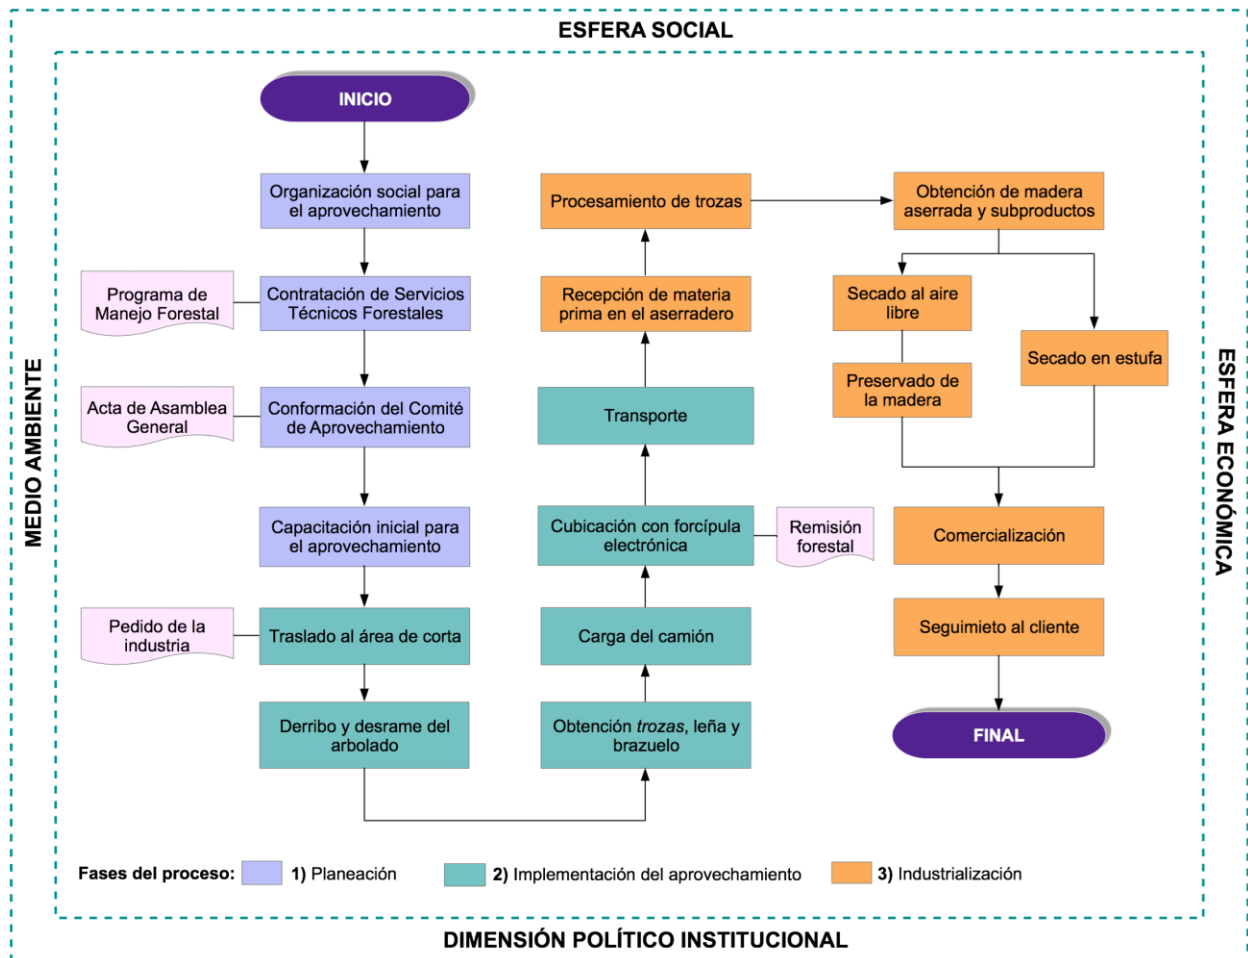 ESFERA SOCIAL
MEDIO AMBIENTE
INICIO
Organización social para
el aprovechamiento
Programa de
Manejo Forestal
Contratación de Servicios
Técnicos Forestales
Acta de Asamblea
General
Conformación del Comité
de Aprovechamiento
Capacitación inicial para
el aprovechamiento
Pedido de la
industria
Traslado al área de corta
Derribo y desrame del
arbolado
Obtención trozas, leña y
brazuelo
Carga del camión
Cubicación con forcípula
electrónica
Remisión
forestal
Transporte
Recepción de materia
prima en el aserradero
Procesamiento de trozas
Obtención de madera
aserrada y subproductos
Secado al aire
libre
Preservado de
la madera
Secado en estufa
Comercialización
Seguimieto al cliente
FINAL
ESFERA ECONÓMICA
Fases del proceso: 1) Planeación 2) Implementación del aprovechamiento 3) Industrialización
DIMENSIÓN POLÍTICO INSTITUCIONAL